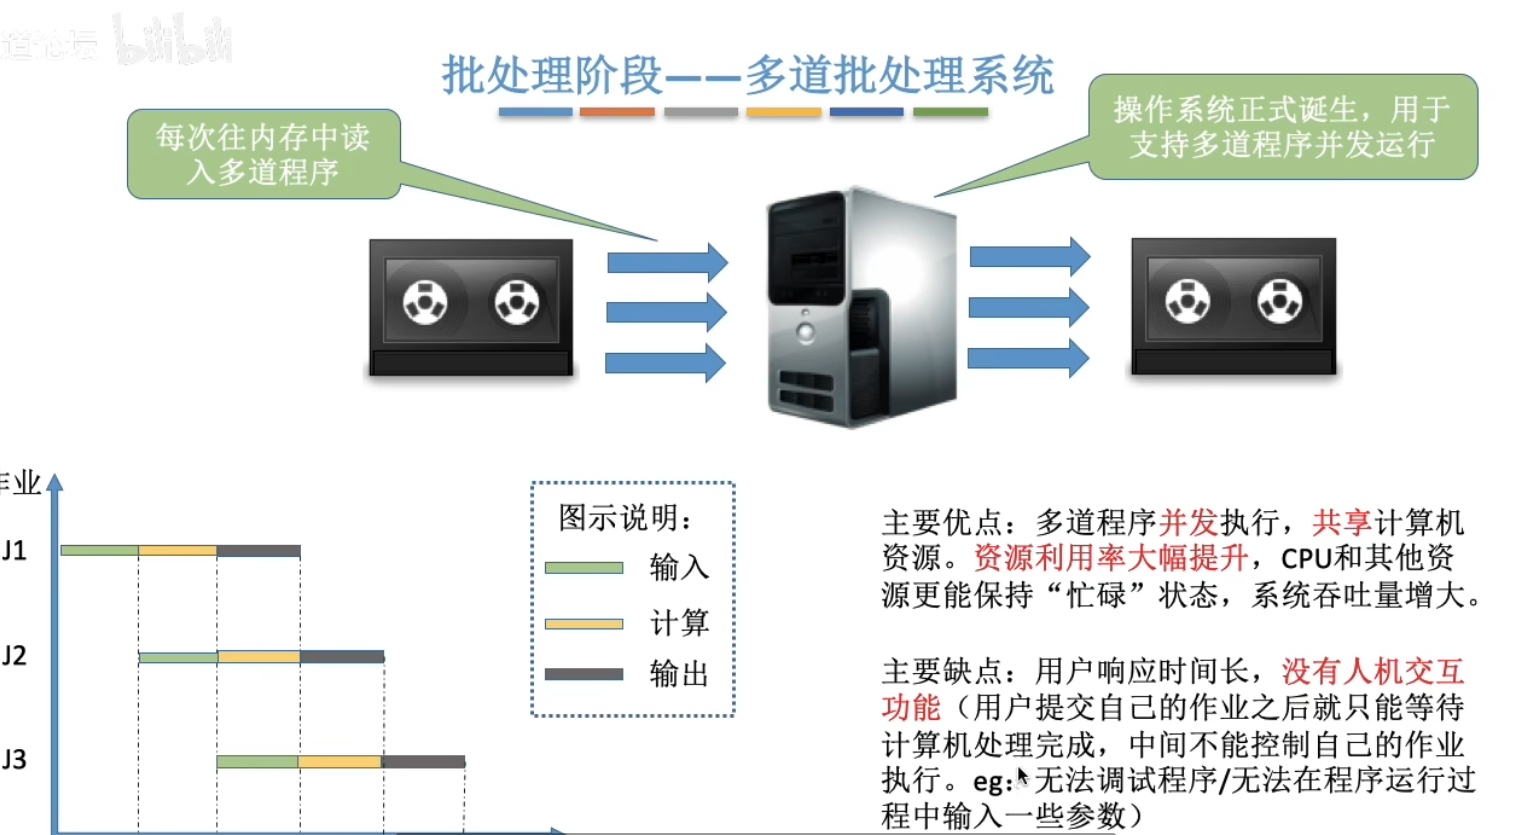 道论坛 bilibili
批处理阶段——多道批处理系统
每次往内存中读
入多道程序
操作系统正式诞生，用于
支持多道程序并发运行
作业
J1
J2
J3
图示说明：
输入
计算
输出
主要优点：多道程序并发执行，共享计算机
资源。资源利用率大幅提升，CPU和其他资
源更能保持“忙碌”状态，系统吞吐量增大。
主要缺点：用户响应时间长，没有人机交互
功能（用户提交自己的作业之后就只能等待
计算机处理完成，中间不能控制自己的作业
执行。eg：无法调试程序/无法在程序运行过
程中输入一些参数）